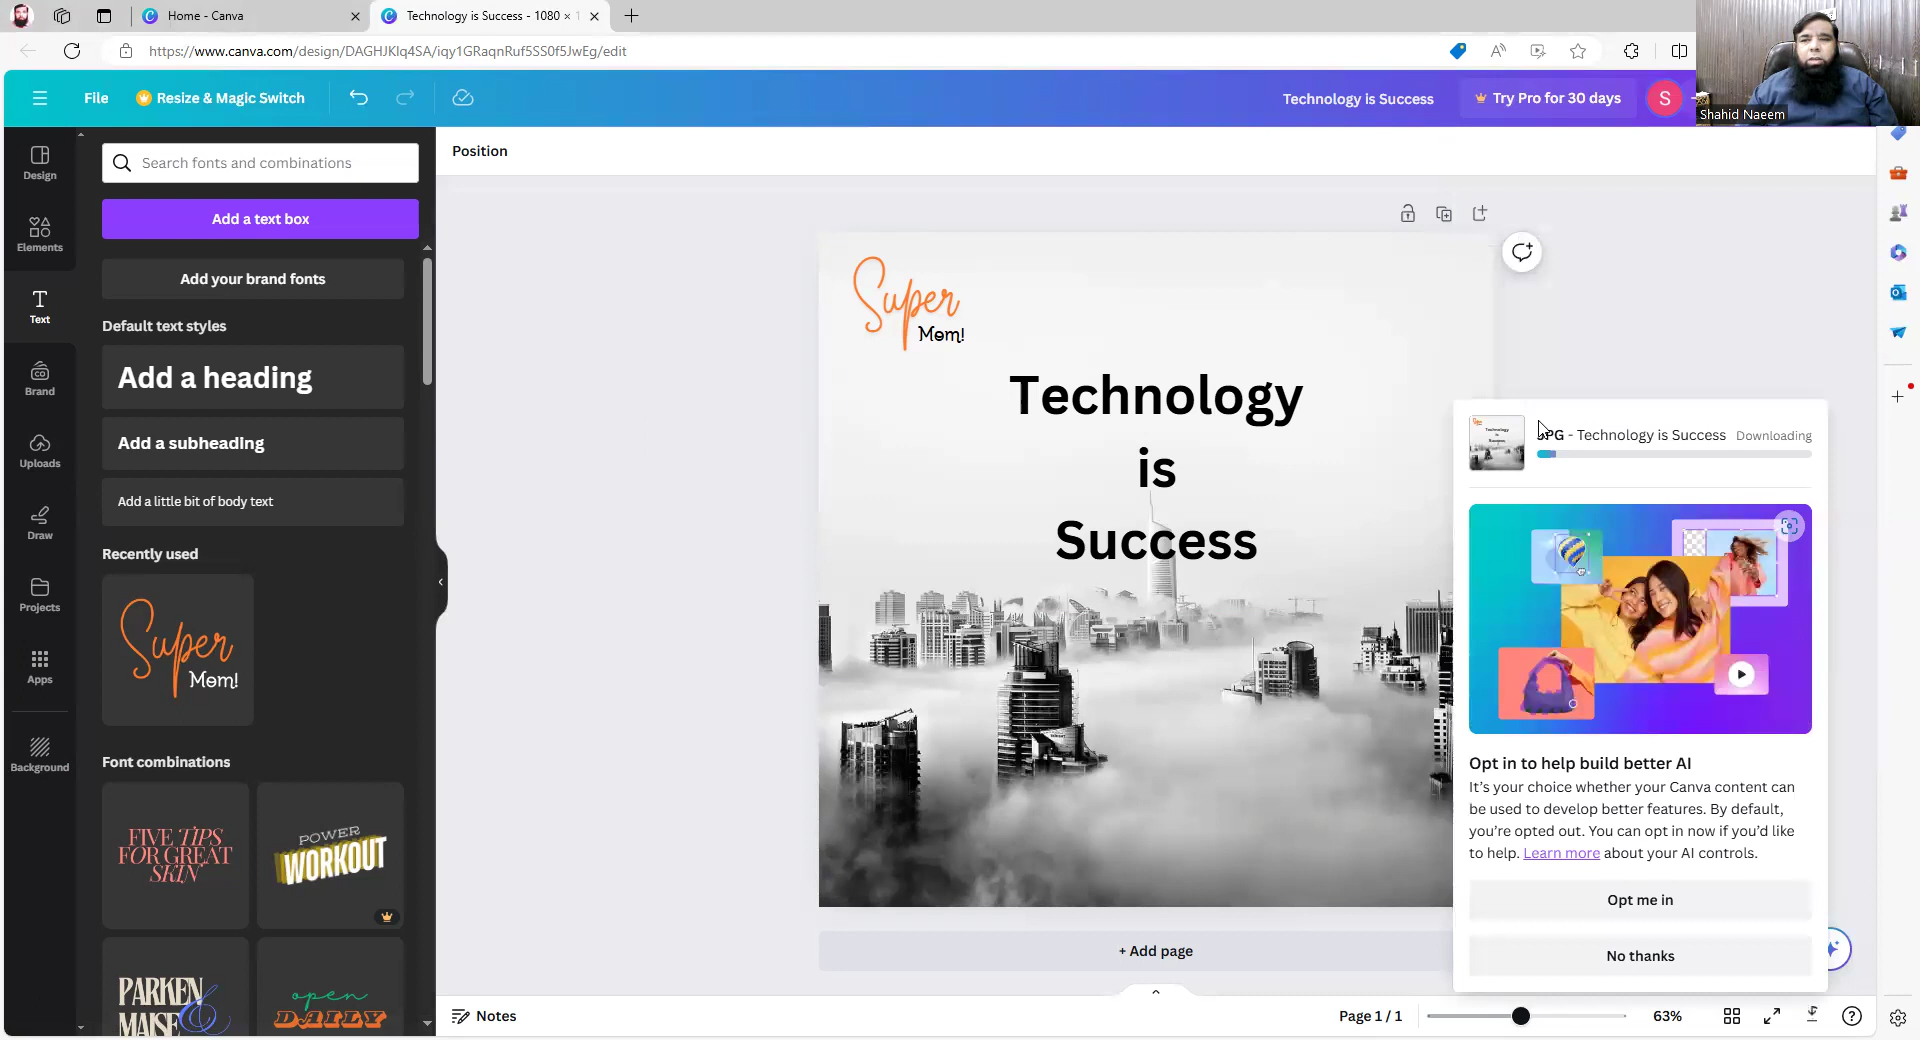 Home - Canva
Technology is Success - 1080 × 1
https://www.canva.com/design/DAGHJKlq4SA/iqy1GRaqnRuf5SS0f5JwEg/edit
File
Resize & Magic Switch
Technology is Success
Try Pro for 30 days
S
Shahid Naeem
Design
Elements
Text
Brand
Uploads
Draw
Projects
Apps
Background
Search fonts and combinations
Add a text box
Add your brand fonts
Default text styles
Add a heading
Add a subheading
Add a little bit of body text
Recently used
Super
Mom!
Font combinations
FIVE TIPS
FOR GREAT
SKIN
POWER
WORKOUT
PARKEN
MAISE
&
open
DAILY
Position
Super
Mom!
Technology
is
Success
+ Add page
Notes
Page 1 / 1
63%
JPG - Technology is Success
Downloading
Opt in to help build better AI
It's your choice whether your Canva content can
be used to develop better features. By default,
you're opted out. You can opt in now if you'd like
to help. Learn more about your AI controls.
Opt me in
No thanks